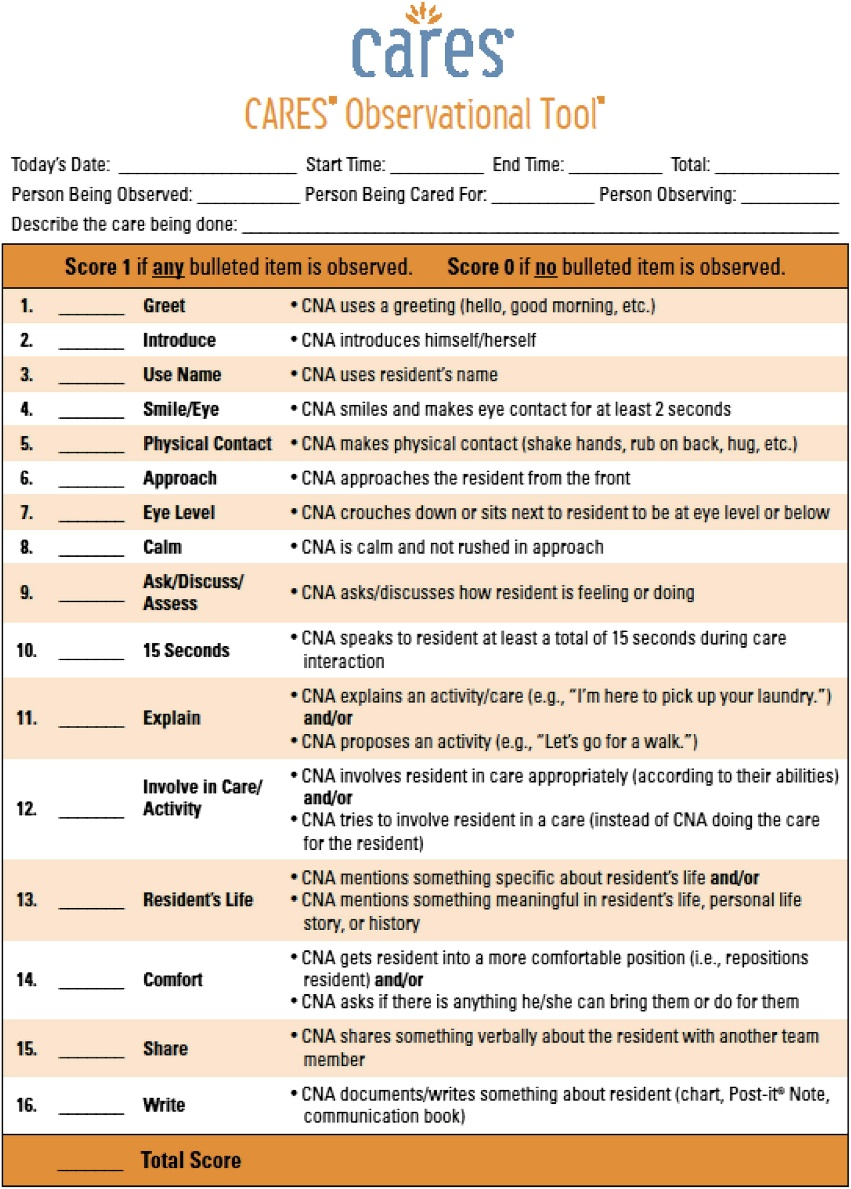 cares®
CARES® Observational Tool™
Today's Date: ____________________ Start Time: __________ End Time: __________ Total: ______________
Person Being Observed: ___________ Person Being Cared For: ___________ Person Observing: ___________
Describe the care being done: ____________________________________________________________________
Score 1 if any bulleted item is observed. Score 0 if no bulleted item is observed.
1. _______ Greet • CNA uses a greeting (hello, good morning, etc.)
2. _______ Introduce • CNA introduces himself/herself
3. _______ Use Name • CNA uses resident's name
4. _______ Smile/Eye • CNA smiles and makes eye contact for at least 2 seconds
5. _______ Physical Contact • CNA makes physical contact (shake hands, rub on back, hug, etc.)
6. _______ Approach • CNA approaches the resident from the front
7. _______ Eye Level • CNA crouches down or sits next to resident to be at eye level or below
8. _______ Calm • CNA is calm and not rushed in approach
9. _______ Ask/Discuss/
Assess • CNA asks/discusses how resident is feeling or doing
10. _______ 15 Seconds • CNA speaks to resident at least a total of 15 seconds during care
interaction
11. _______ Explain • CNA explains an activity/care (e.g., "I'm here to pick up your laundry.")
and/or
• CNA proposes an activity (e.g., "Let's go for a walk.")
12. _______ Involve in Care/
Activity • CNA involves resident in care appropriately (according to their abilities)
and/or
• CNA tries to involve resident in a care (instead of CNA doing the care
for the resident)
13. _______ Resident's Life • CNA mentions something specific about resident's life and/or
• CNA mentions something meaningful in resident's life, personal life
story, or history
14. _______ Comfort • CNA gets resident into a more comfortable position (i.e., repositions
resident) and/or
• CNA asks if there is anything he/she can bring them or do for them
15. _______ Share • CNA shares something verbally about the resident with another team
member
16. _______ Write • CNA documents/writes something about resident (chart, Post-it® Note,
communication book)
_______ Total Score